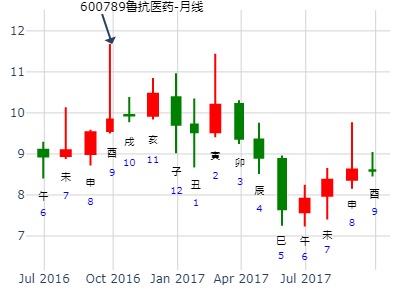 600789鲁抗医药-月线
12
11
10
9
8
7
午
6
未
7
申
8
酉
9
戌
10
亥
11
子
12
丑
1
寅
2
卯
3
辰
4
巳
5
午
6
未
7
申
8
酉
9
Jul 2016
Oct 2016
Jan 2017
Apr 2017
Jul 2017